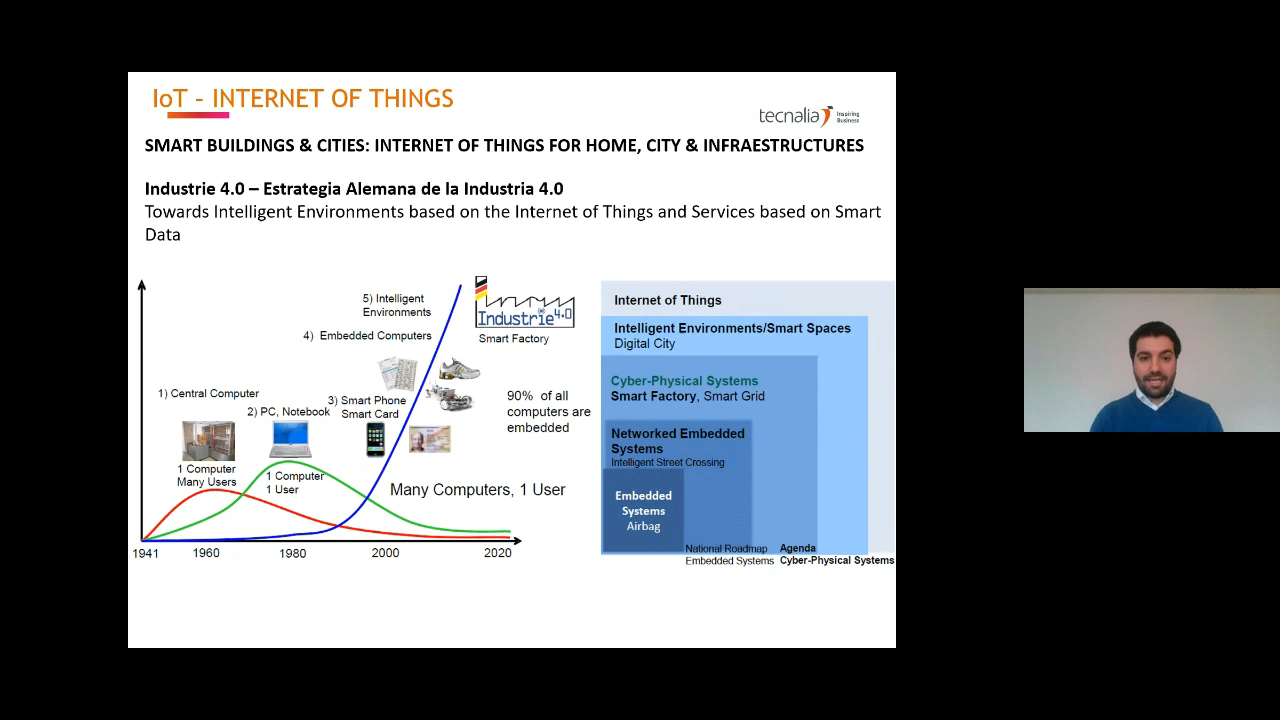 IoT - INTERNET OF THINGS
tecnalia Inspiring Business
SMART BUILDINGS & CITIES: INTERNET OF THINGS FOR HOME, CITY & INFRAESTRUCTURES
Industrie 4.0 – Estrategia Alemana de la Industria 4.0
Towards Intelligent Environments based on the Internet of Things and Services based on Smart
Data
5) Intelligent
Environments
4) Embedded Computers
Industrie 4.0
Smart Factory
1) Central Computer
2) PC, Notebook
3) Smart Phone
Smart Card
90% of all
computers are
embedded
1 Computer
Many Users
1 Computer
1 User
Many Computers, 1 User
1941
1960
1980
2000
2020
Internet of Things
Intelligent Environments/Smart Spaces
Digital City
Cyber-Physical Systems
Smart Factory, Smart Grid
Networked Embedded
Systems
Intelligent Street Crossing
Embedded
Systems
Airbag
National Roadmap
Embedded Systems
Agenda
Cyber-Physical Systems